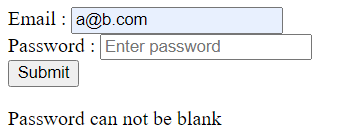 Email : a@b.com
Password : Enter password
Submit
Password can not be blank